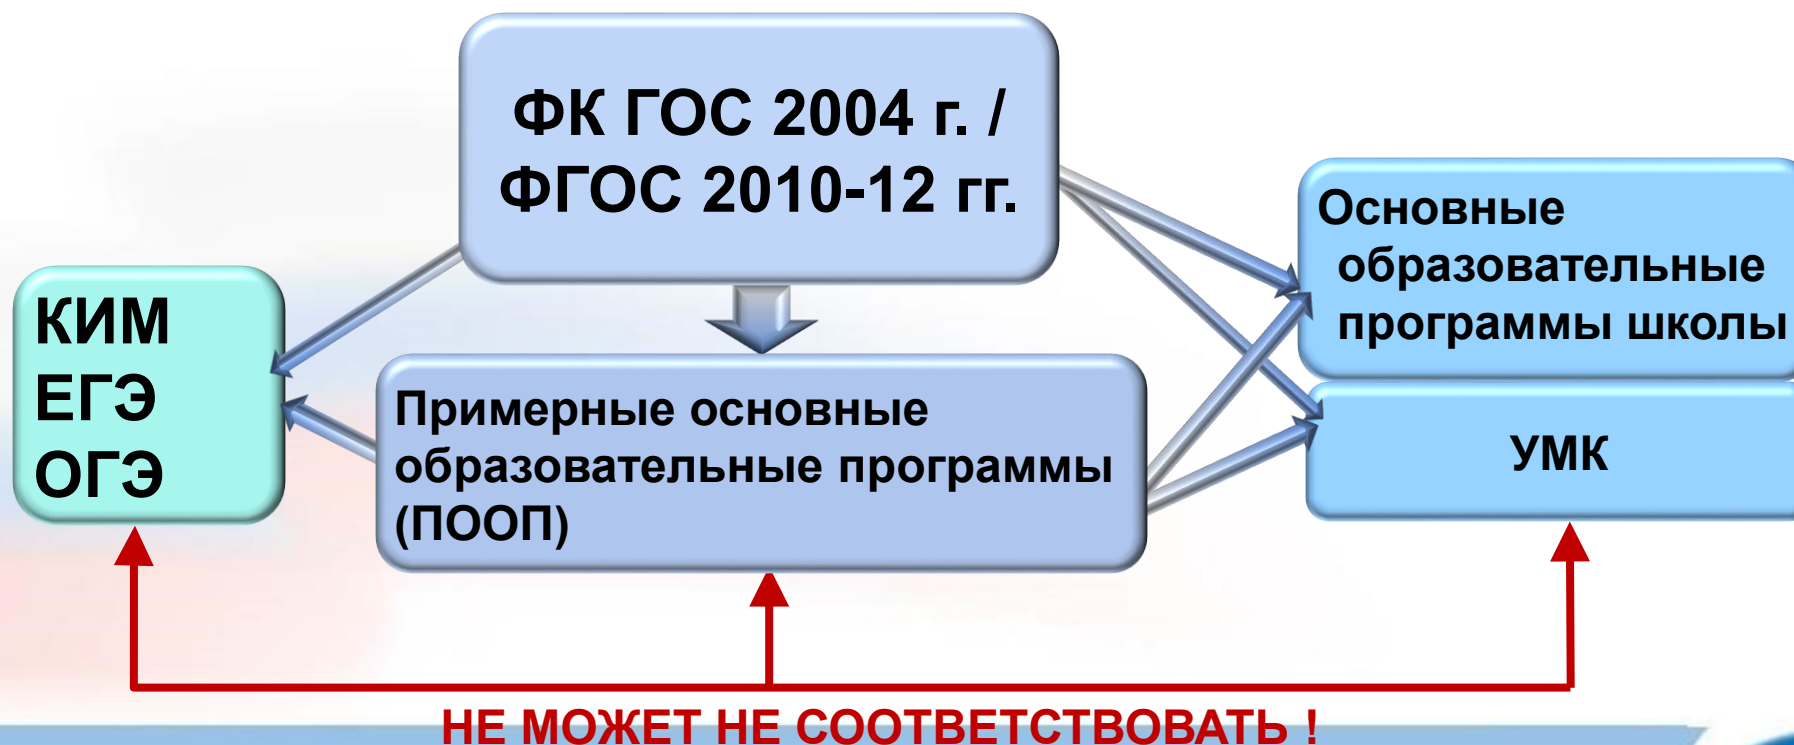 ФК ГОС 2004 г. /
ФГОС 2010-12 гг.
Основные
образовательные
программы школы
КИМ
ЕГЭ
ОГЭ
Примерные основные
образовательные программы
(ПООП)
УМК
НЕ МОЖЕТ НЕ СООТВЕТСТВОВАТЬ !